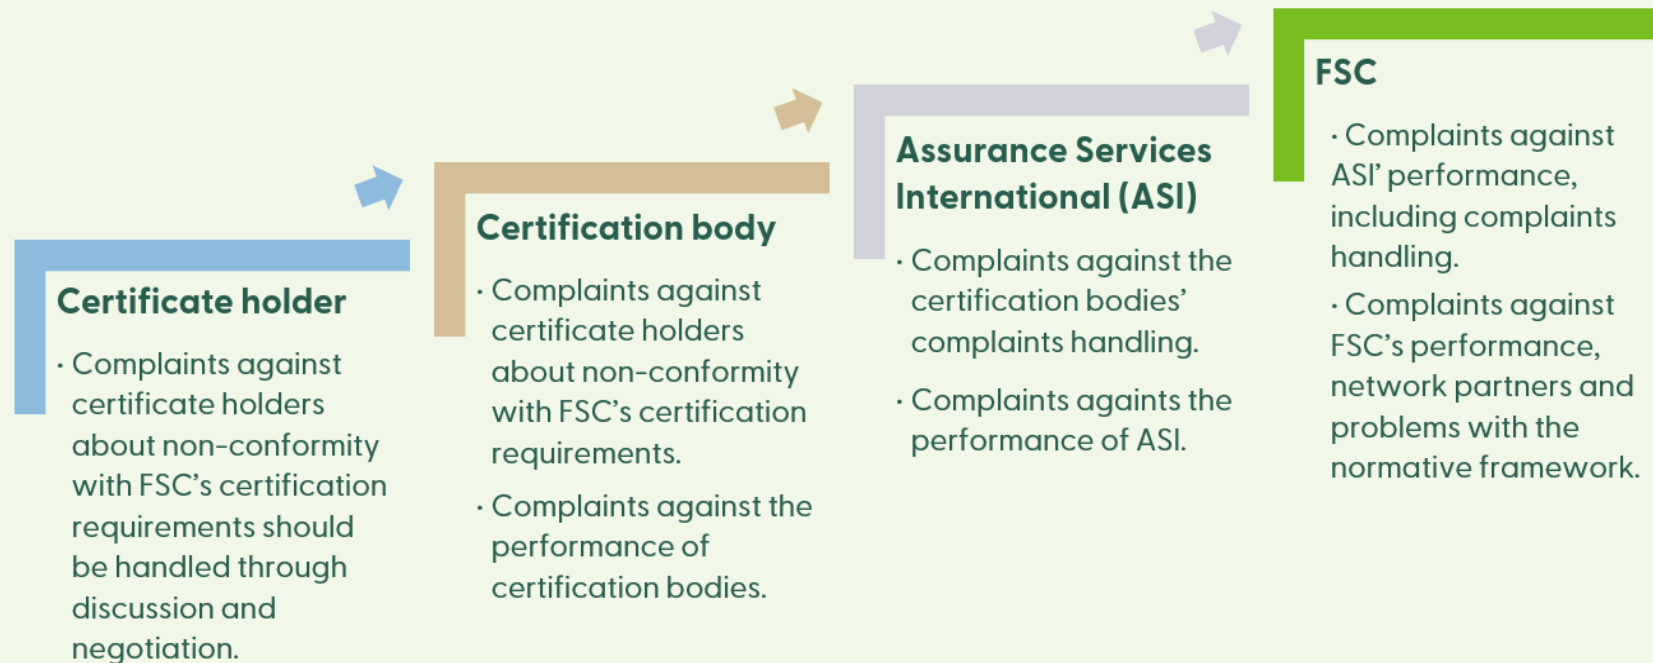 Certificate holder
· Complaints against
certificate holders
about non-conformity
with FSC's certification
requirements should
be handled through
discussion and
negotiation.
Certification body
· Complaints against
certificate holders
about non-conformity
with FSC's certification
requirements.
· Complaints against the
performance of
certification bodies.
Assurance Services
International (ASI)
· Complaints against the
certification bodies'
complaints handling.
· Complaints againts the
performance of ASI.
FSC
· Complaints against
ASI' performance,
including complaints
handling.
· Complaints against
FSC's performance,
network partners and
problems with the
normative framework.